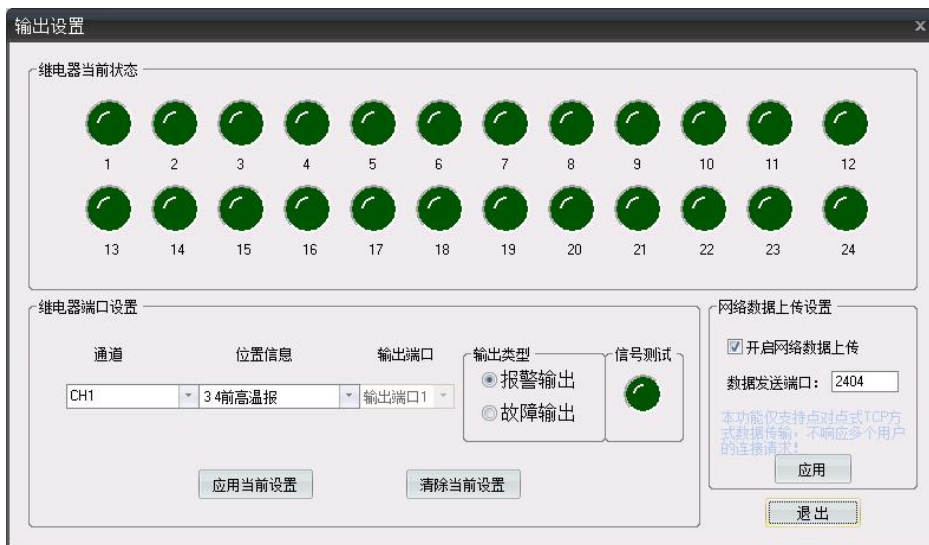 输出设置
x
继电器当前状态
1 2 3 4 5 6 7 8 9 10 11 12
13 14 15 16 17 18 19 20 21 22 23 24
继电器端口设置
通道 位置信息 输出端口
CH1 3 4前高温报 输出端口1
输出类型
报警输出
故障输出
信号测试
应用当前设置 清除当前设置
网络数据上传设置
开启网络数据上传
数据发送端口： 2404
本功能仅支持点对点式TCP方
式数据传输，不响应多个用户
的连接请求！
应用
退出